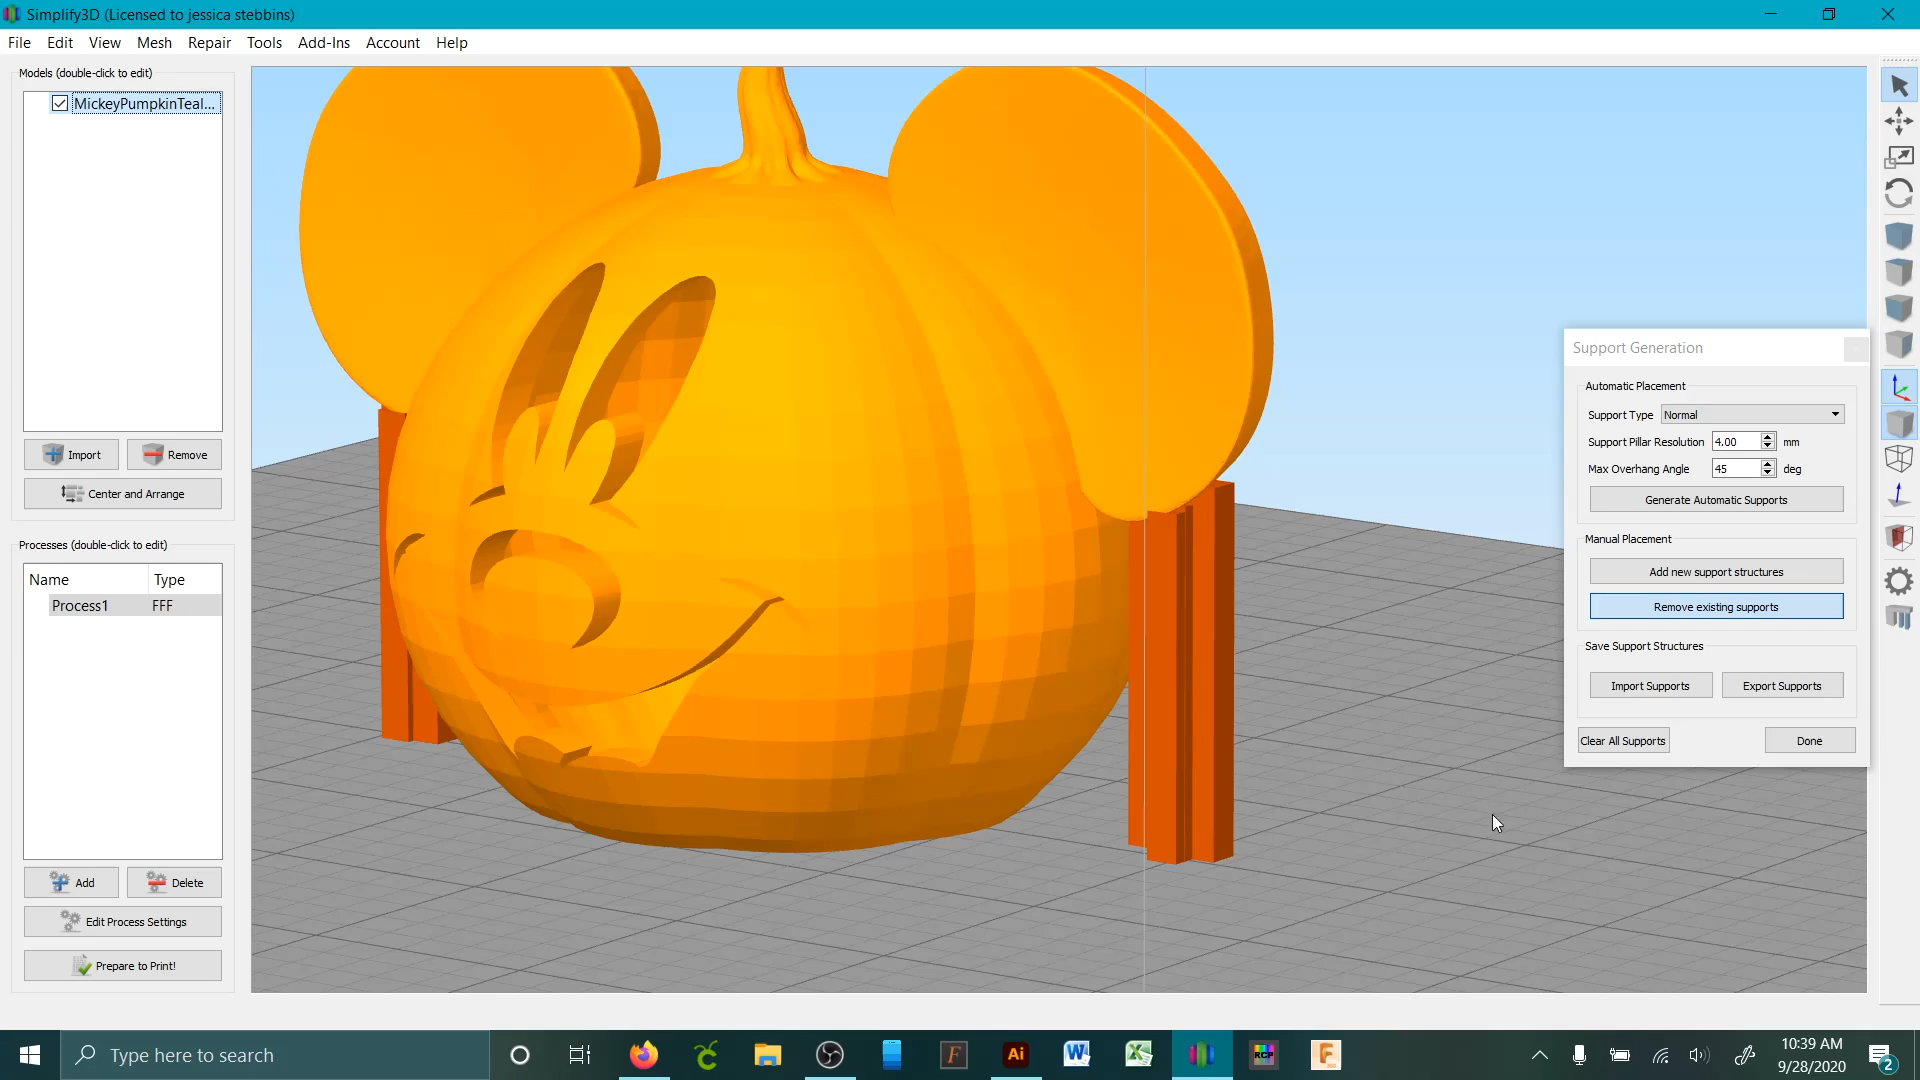 Simplify3D (Licensed to jessica stebbins)
File Edit View Mesh Repair Tools Add-Ins Account Help
Models (double-click to edit)
MickeyPumpkinTeal...
Import Remove
Center and Arrange
Processes (double-click to edit)
Name Type
Process1 FFF
Add Delete
Edit Process Settings
Prepare to Print!
Support Generation
Automatic Placement
Support Type Normal
Support Pillar Resolution 4.00 mm
Max Overhang Angle 45 deg
Generate Automatic Supports
Manual Placement
Add new support structures
Remove existing supports
Save Support Structures
Import Supports Export Supports
Clear All Supports Done
Type here to search
F
Ai
W
X
RCP
F
10:39 AM
9/28/2020
2